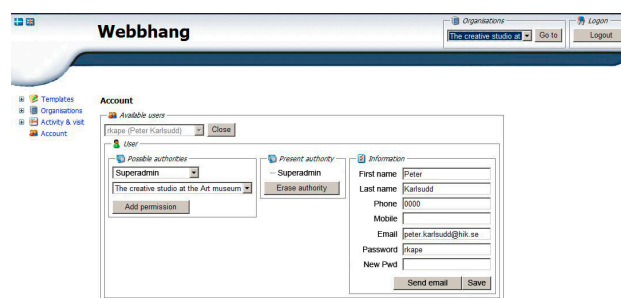 Webbhang
Organisations
The creative studio at
Go to
Logon
Logout
Templates
Organisations
Activity & visit
Account
Account
Available users
rkape (Peter Karlsudd)
Close
User
Possible authorities
Superadmin
The creative studio at the Art museum
Add permission
Present authority
Superadmin
Erase authority
Information
First name Peter
Last name Karlsudd
Phone 0000
Mobile
Email peter.karlsudd@hik.se
Password rkape
New Pwd
Send email Save